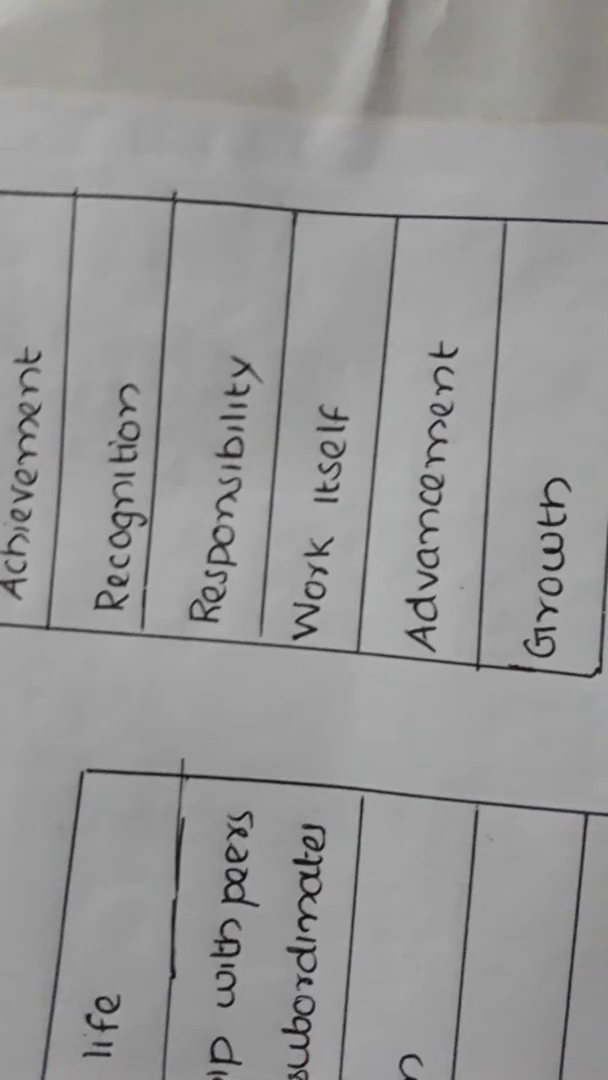 Achievement
Recognition
Responsibility
Work Itself
Advancement
Growth
life
with peers
subordinates